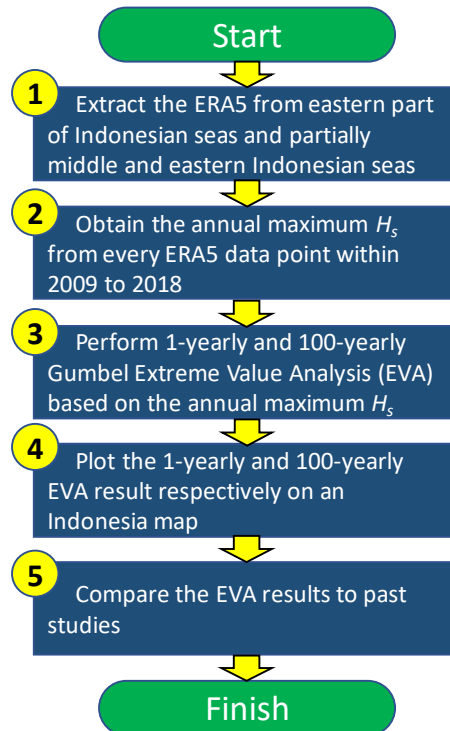 Start
1
Extract the ERA5 from eastern part
of Indonesian seas and partially
middle and eastern Indonesian seas
2
Obtain the annual maximum Hs
from every ERA5 data point within
2009 to 2018
3
Perform 1-yearly and 100-yearly
Gumbel Extreme Value Analysis (EVA)
based on the annual maximum Hs
4
Plot the 1-yearly and 100-yearly
EVA result respectively on an
Indonesia map
5
Compare the EVA results to past
studies
Finish